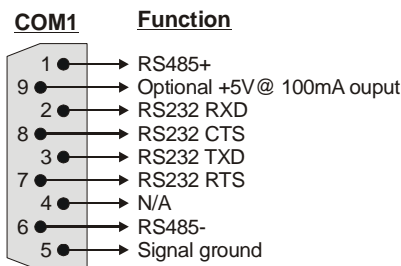 COM1 Function
1 RS485+
9 Optional +5V@ 100mA ouput
2 RS232 RXD
8 RS232 CTS
3 RS232 TXD
7 RS232 RTS
4 N/A
6 RS485-
5 Signal ground